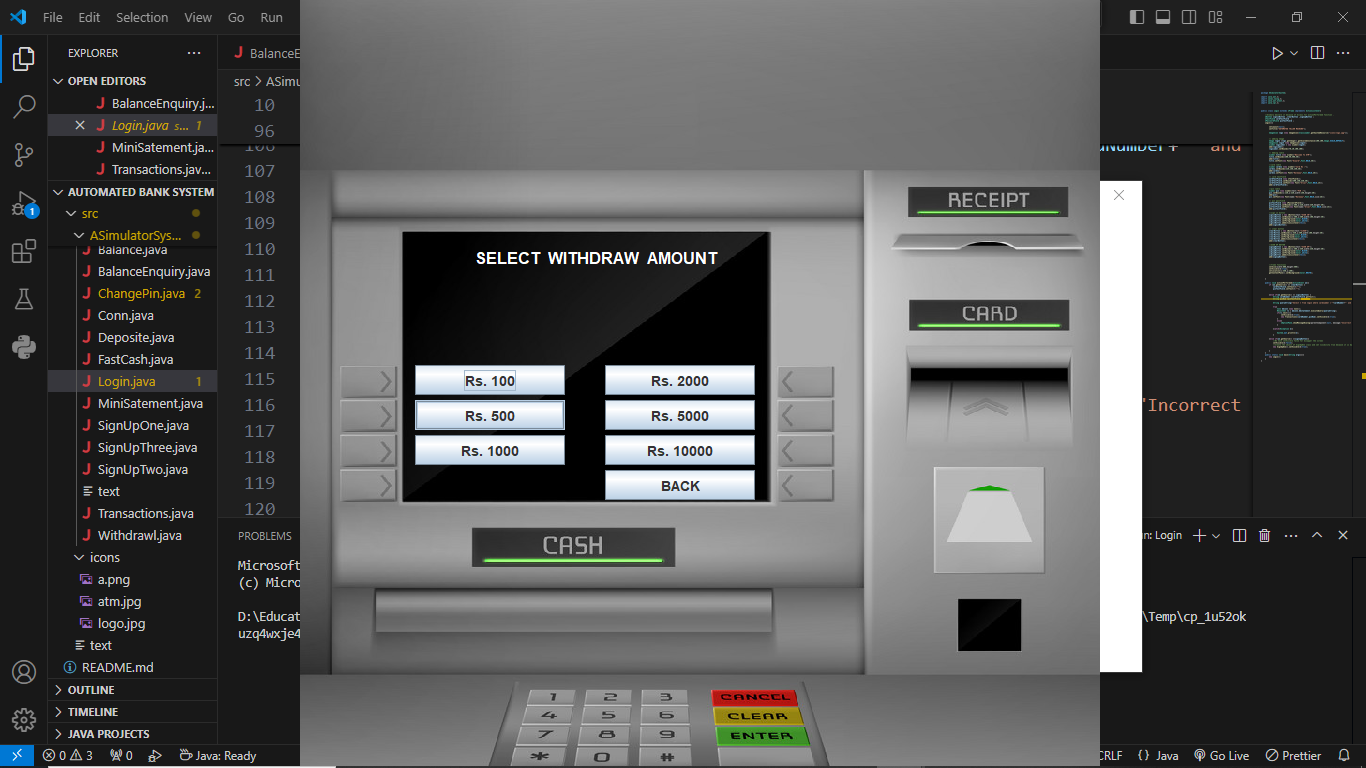 File Edit Selection View Go Run
EXPLORER
OPEN EDITORS
BalanceEnquiry.j...
Login.java s... 1
MiniSatement.ja...
Transactions.jav...
AUTOMATED BANK SYSTEM
src
ASimulatorSys...
Balance.java
BalanceEnquiry.java
ChangePin.java 2
Conn.java
Deposite.java
FastCash.java
Login.java 1
MiniSatement.java
SignUpOne.java
SignUpThree.java
SignUpTwo.java
text
Transactions.java
Withdrawl.java
icons
a.png
atm.jpg
logo.jpg
text
README.md
OUTLINE
TIMELINE
JAVA PROJECTS
1
BalanceE
src > ASimu
10
96
106
107
108
109
110
111
112
113
114
115
116
117
118
119
120
dNumber+ " and
"Incorrect
PROBLEMS
Microsoft
(c) Micro
D:\Educat
uzq4wxje4
n: Login
\Temp\cp_1u52ok
RECEIPT
CARD
SELECT WITHDRAW AMOUNT
Rs. 100
Rs. 2000
Rs. 500
Rs. 5000
Rs. 1000
Rs. 10000
BACK
CASH
1 2 3 CANCEL
4 5 6 CLEAR
7 8 9 ENTER
* 0 #
0 3 0 Java: Ready
CRLF {} Java Go Live Prettier